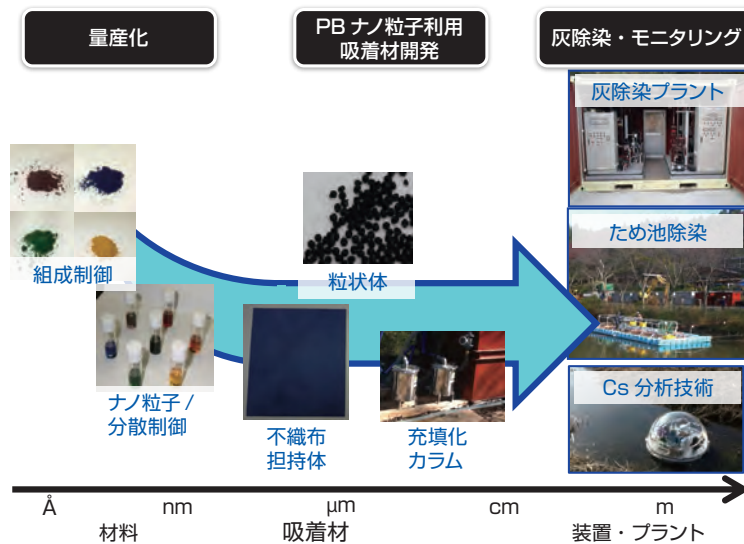 量産化
PB ナノ粒子利用
吸着材開発
灰除染・モニタリング
灰除染プラント
ため池除染
組成制御
粒状体
ナノ粒子 /
分散制御
不織布
担持体
充填化
カラム
Cs 分析技術
Å
nm
μm
cm
m
材料
吸着材
装置・プラント